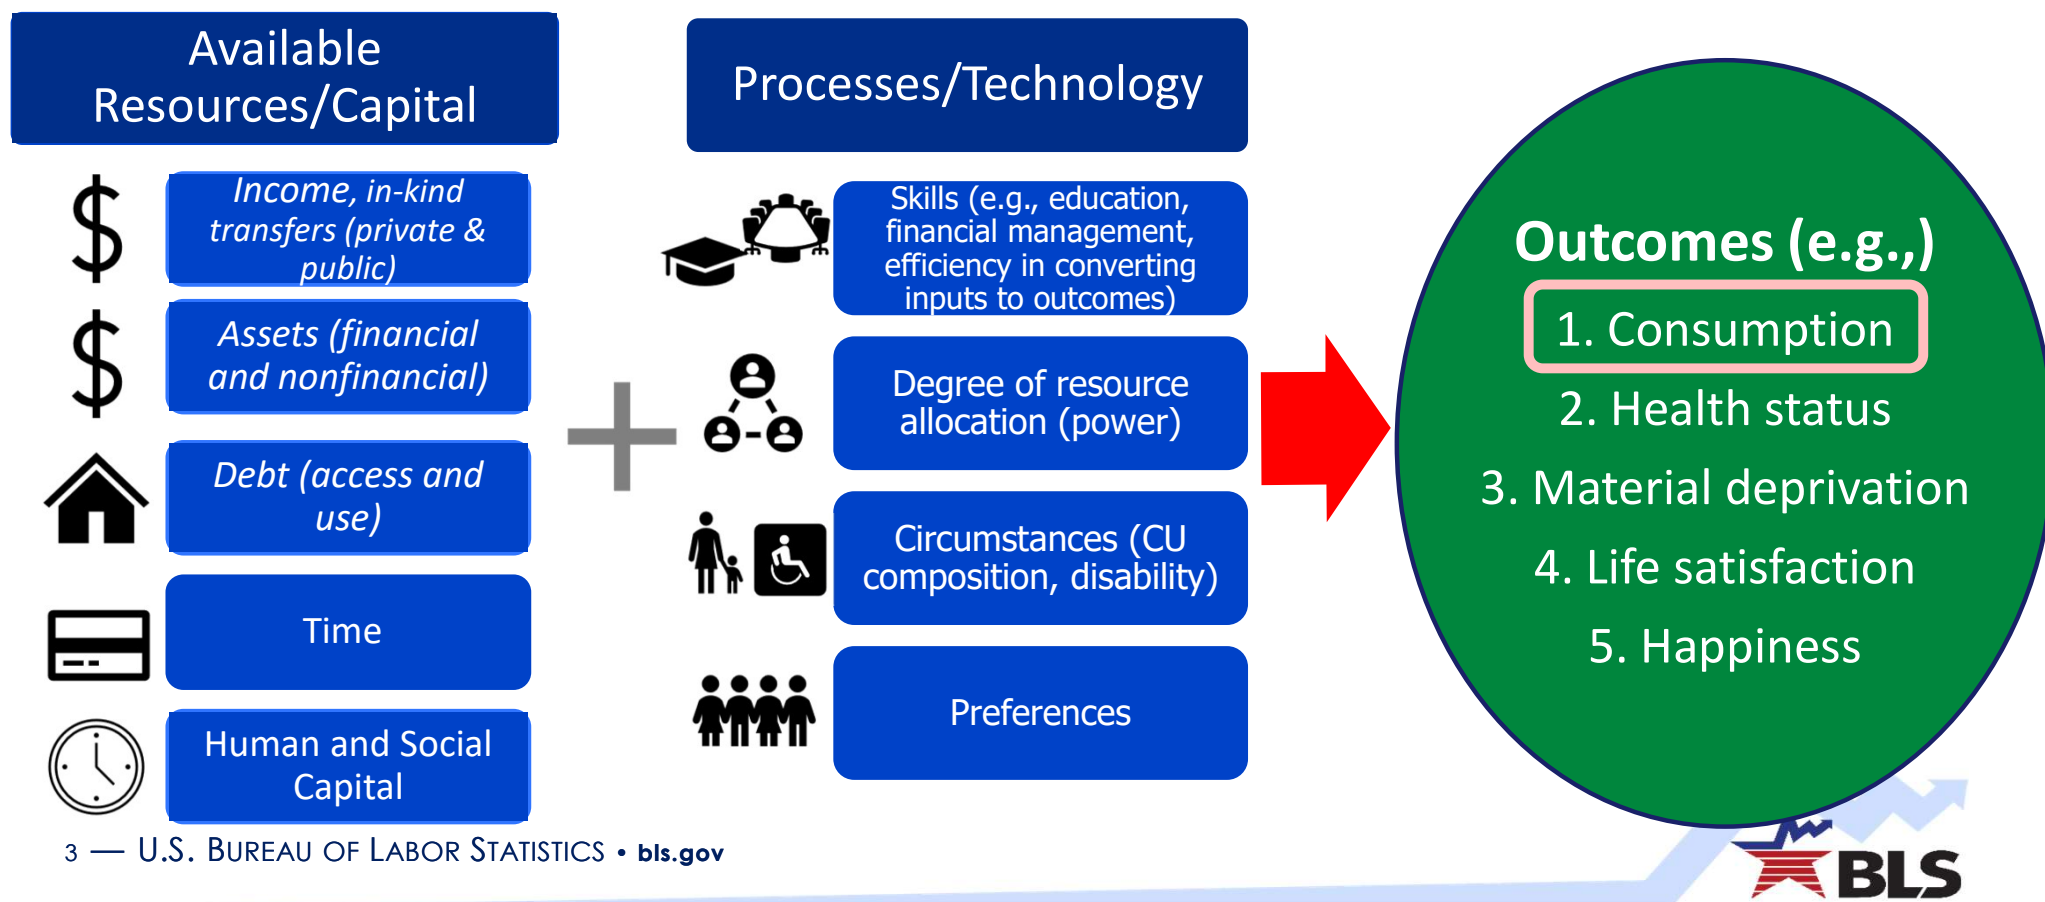 Available
Resources/Capital
Income, in-kind
transfers (private &
public)
Assets (financial
and nonfinancial)
Debt (access and
use)
Time
Human and Social
Capital
Processes/Technology
Skills (e.g., education,
financial management,
efficiency in converting
inputs to outcomes)
Degree of resource
allocation (power)
Circumstances (CU
composition, disability)
Preferences
Outcomes (e.g.,)
1. Consumption
2. Health status
3. Material deprivation
4. Life satisfaction
5. Happiness
3 — U.S. BUREAU OF LABOR STATISTICS • bls.gov
BLS